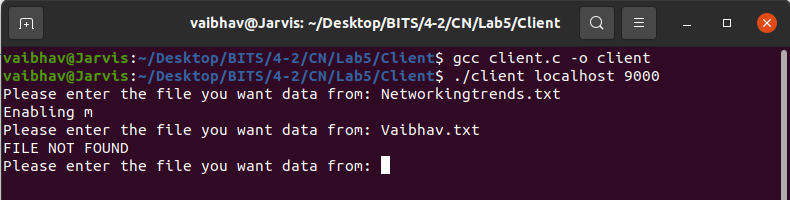 vaibhav@Jarvis: ~/Desktop/BITS/4-2/CN/Lab5/Client
vaibhav@Jarvis:~/Desktop/BITS/4-2/CN/Lab5/Client$ gcc client.c -o client
vaibhav@Jarvis:~/Desktop/BITS/4-2/CN/Lab5/Client$ ./client localhost 9000
Please enter the file you want data from: Networkingtrends.txt
Enabling m
Please enter the file you want data from: Vaibhav.txt
FILE NOT FOUND
Please enter the file you want data from: